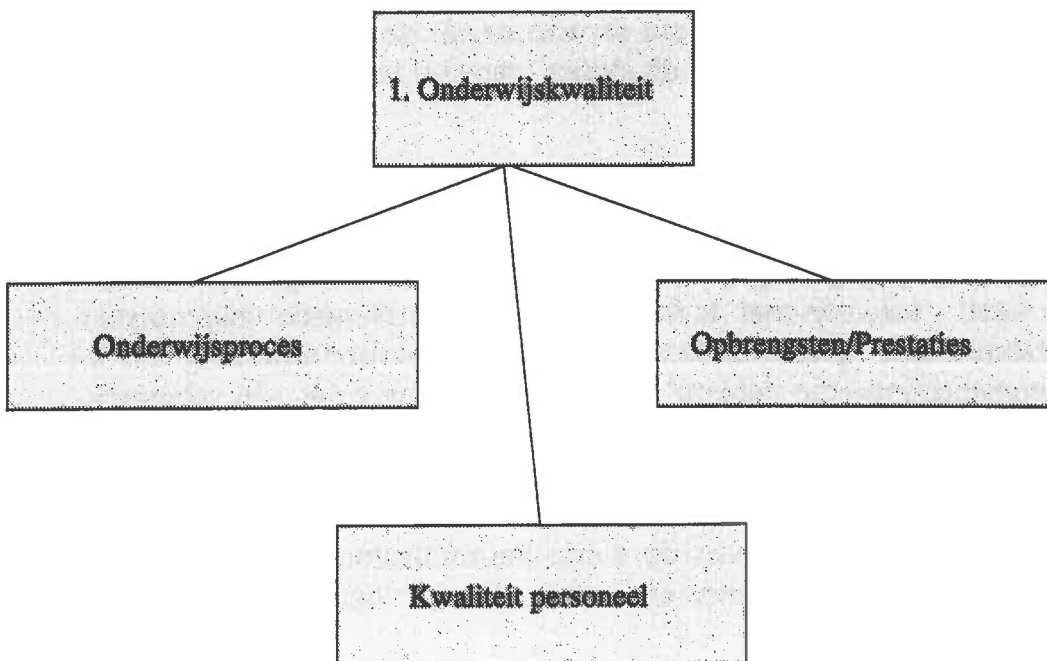 1. Onderwijskwaliteit
Onderwijsproces
Opbrengsten/Prestaties
Kwaliteit personeel